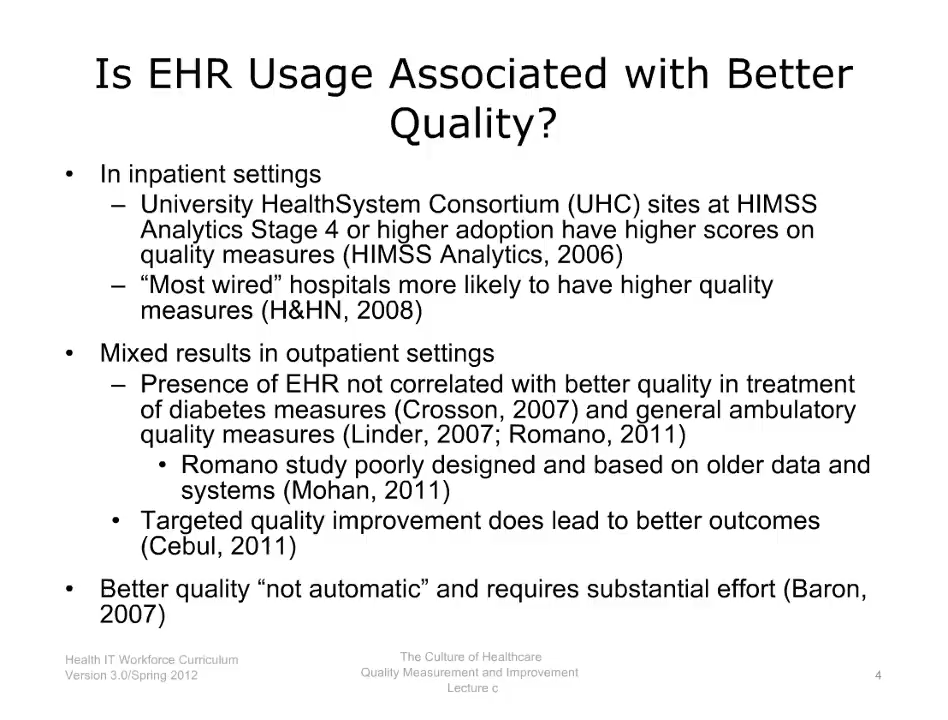 Is EHR Usage Associated with Better
Quality?
• In inpatient settings
– University HealthSystem Consortium (UHC) sites at HIMSS
Analytics Stage 4 or higher adoption have higher scores on
quality measures (HIMSS Analytics, 2006)
– “Most wired” hospitals more likely to have higher quality
measures (H&HN, 2008)
• Mixed results in outpatient settings
– Presence of EHR not correlated with better quality in treatment
of diabetes measures (Crosson, 2007) and general ambulatory
quality measures (Linder, 2007; Romano, 2011)
• Romano study poorly designed and based on older data and
systems (Mohan, 2011)
• Targeted quality improvement does lead to better outcomes
(Cebul, 2011)
• Better quality “not automatic” and requires substantial effort (Baron,
2007)
Health IT Workforce Curriculum
Version 3.0/Spring 2012
The Culture of Healthcare
Quality Measurement and Improvement
Lecture c
4